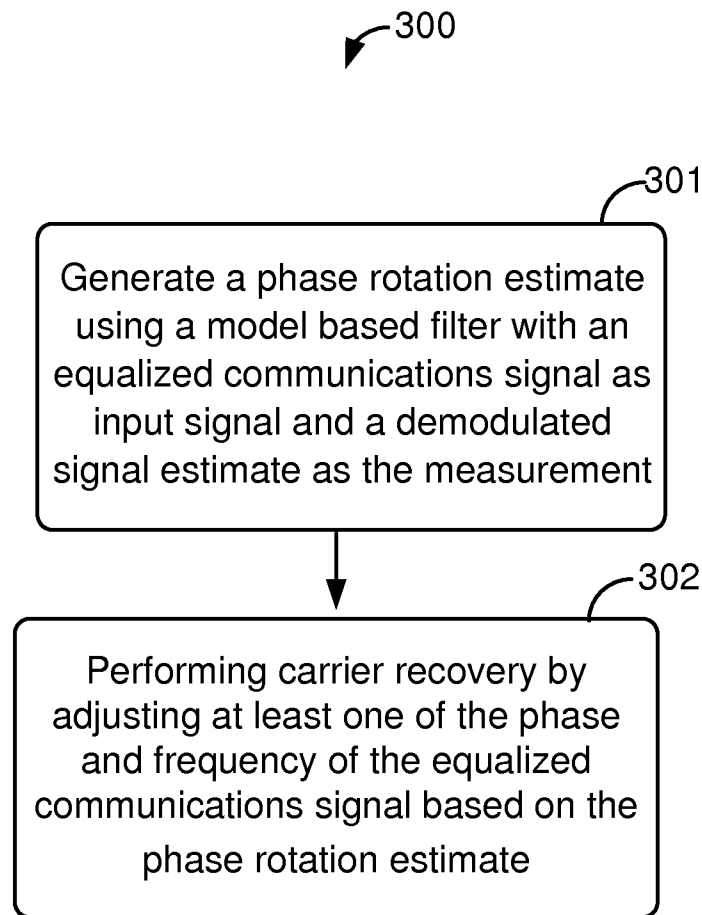 300
301
Generate a phase rotation estimate
using a model based filter with an
equalized communications signal as
input signal and a demodulated
signal estimate as the measurement
302
Performing carrier recovery by
adjusting at least one of the phase
and frequency of the equalized
communications signal based on the
phase rotation estimate